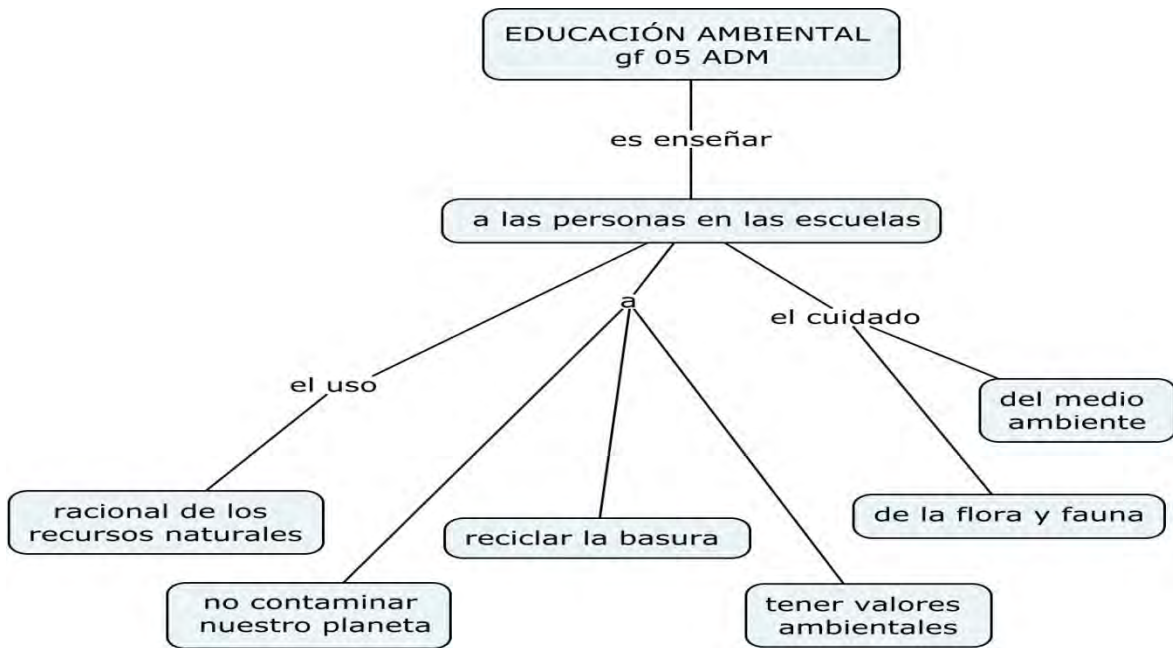 EDUCACIÓN AMBIENTAL
gf 05 ADM
es enseñar
a las personas en las escuelas
a
el cuidado
el uso
del medio
ambiente
racional de los
recursos naturales
reciclar la basura
de la flora y fauna
no contaminar
nuestro planeta
tener valores
ambientales